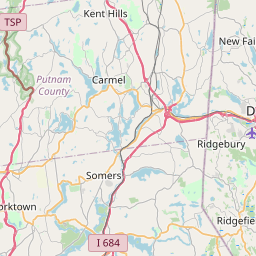 TSP
Kent Hills
New Fai
Putnam
County
Carmel
D
Ridgebury
Somers
orktown
Ridgefie
I 684